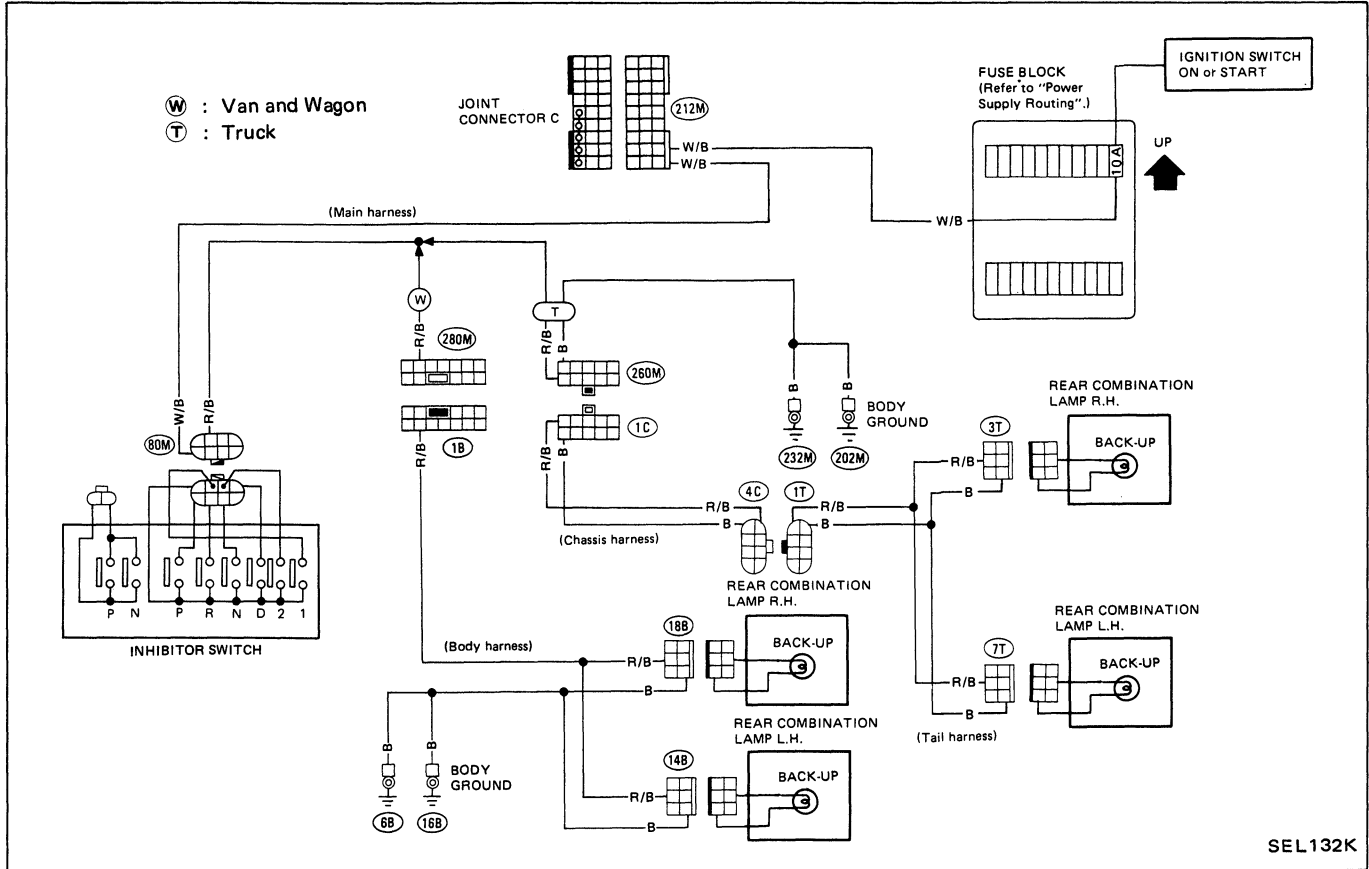 IGNITION SWITCH
ON or START
FUSE BLOCK
(Refer to "Power
Supply Routing".)
UP
10A
W/B
W : Van and Wagon
T : Truck
JOINT
CONNECTOR C
212M
W/B
W/B
(Main harness)
W
T
R/B
280M
R/B
B
260M
W/B
R/B
80M
1B
R/B
1C
R/B
B
B
B
BODY
GROUND
232M
202M
REAR COMBINATION
LAMP R.H.
BACK-UP
3T
R/B
B
4C
1T
R/B
B
R/B
B
(Chassis harness)
P N P R N D 2 1
INHIBITOR SWITCH
REAR COMBINATION
LAMP R.H.
BACK-UP
18B
R/B
B
(Body harness)
REAR COMBINATION
LAMP L.H.
BACK-UP
7T
R/B
B
(Tail harness)
B
B
BODY
GROUND
6B
16B
REAR COMBINATION
LAMP L.H.
BACK-UP
14B
R/B
B
SEL132K